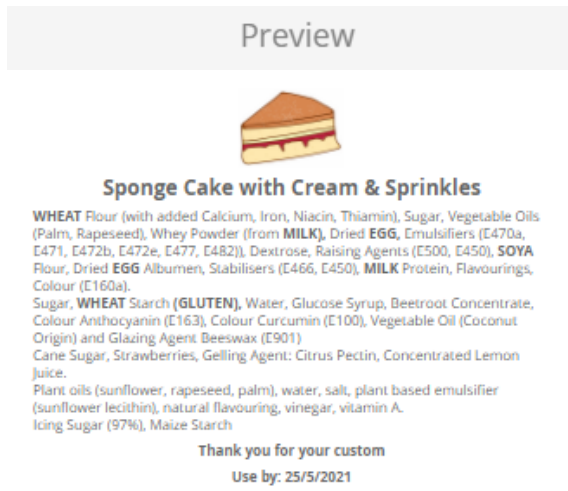 Preview
Sponge Cake with Cream & Sprinkles
WHEAT Flour (with added Calcium, Iron, Niacin, Thiamin), Sugar, Vegetable Oils
(Palm, Rapeseed), Whey Powder (from MILK), Dried EGG, Emulsifiers (E470a,
E471, E472b, E472e, E477, E482)), Dextrose, Raising Agents (E500, E450), SOYA
Flour, Dried EGG Albumen, Stabilisers (E466, E450), MILK Protein, Flavourings,
Colour (E160a).
Sugar, WHEAT Starch (GLUTEN), Water, Glucose Syrup, Beetroot Concentrate,
Colour Anthocyanin (E163), Colour Curcumin (E100), Vegetable Oil (Coconut
Origin) and Glazing Agent Beeswax (E901)
Cane Sugar, Strawberries, Gelling Agent: Citrus Pectin, Concentrated Lemon
Juice.
Plant oils (sunflower, rapeseed, palm), water, salt, plant based emulsifier
(sunflower lecithin), natural flavouring, vinegar, vitamin A.
Icing Sugar (97%), Maize Starch
Thank you for your custom
Use by: 25/5/2021